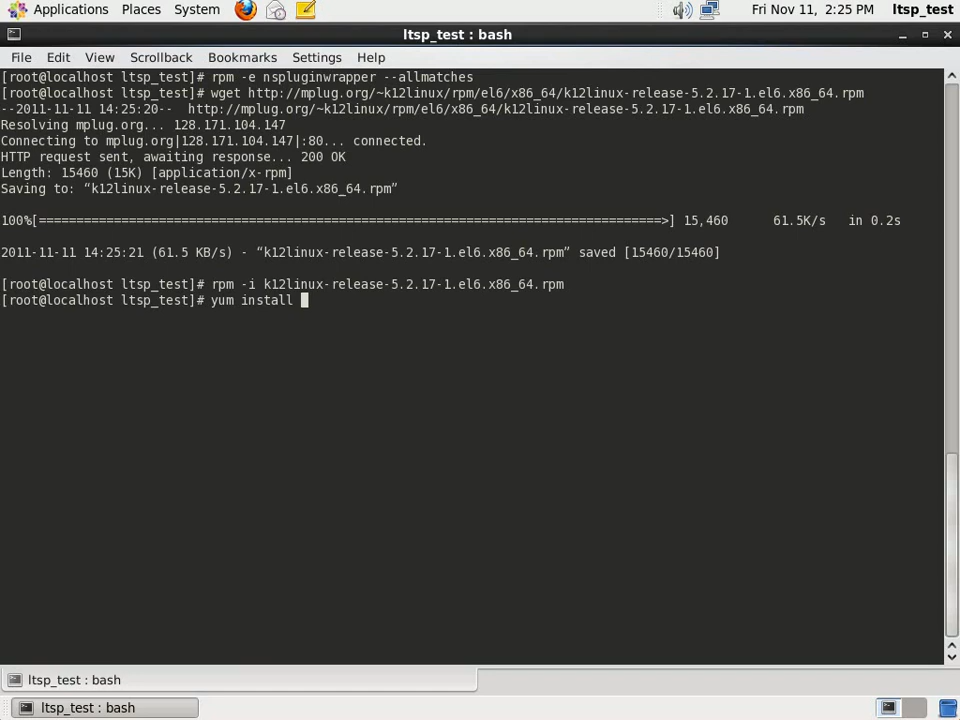 Applications Places System Fri Nov 11, 2:25 PM ltsp_test
ltsp_test : bash
File Edit View Scrollback Bookmarks Settings Help
[root@localhost ltsp_test]# rpm -e nspluginwrapper --allmatches
[root@localhost ltsp_test]# wget http://mplug.org/~k12linux/rpm/el6/x86_64/k12linux-release-5.2.17-1.el6.x86_64.rpm
--2011-11-11 14:25:20-- http://mplug.org/~k12linux/rpm/el6/x86_64/k12linux-release-5.2.17-1.el6.x86_64.rpm
Resolving mplug.org... 128.171.104.147
Connecting to mplug.org|128.171.104.147|:80... connected.
HTTP request sent, awaiting response... 200 OK
Length: 15460 (15K) [application/x-rpm]
Saving to: “k12linux-release-5.2.17-1.el6.x86_64.rpm”
100%[===================================================================================>] 15,460 61.5K/s in 0.2s
2011-11-11 14:25:21 (61.5 KB/s) - “k12linux-release-5.2.17-1.el6.x86_64.rpm” saved [15460/15460]
[root@localhost ltsp_test]# rpm -i k12linux-release-5.2.17-1.el6.x86_64.rpm
[root@localhost ltsp_test]# yum install
ltsp_test : bash
ltsp_test : bash